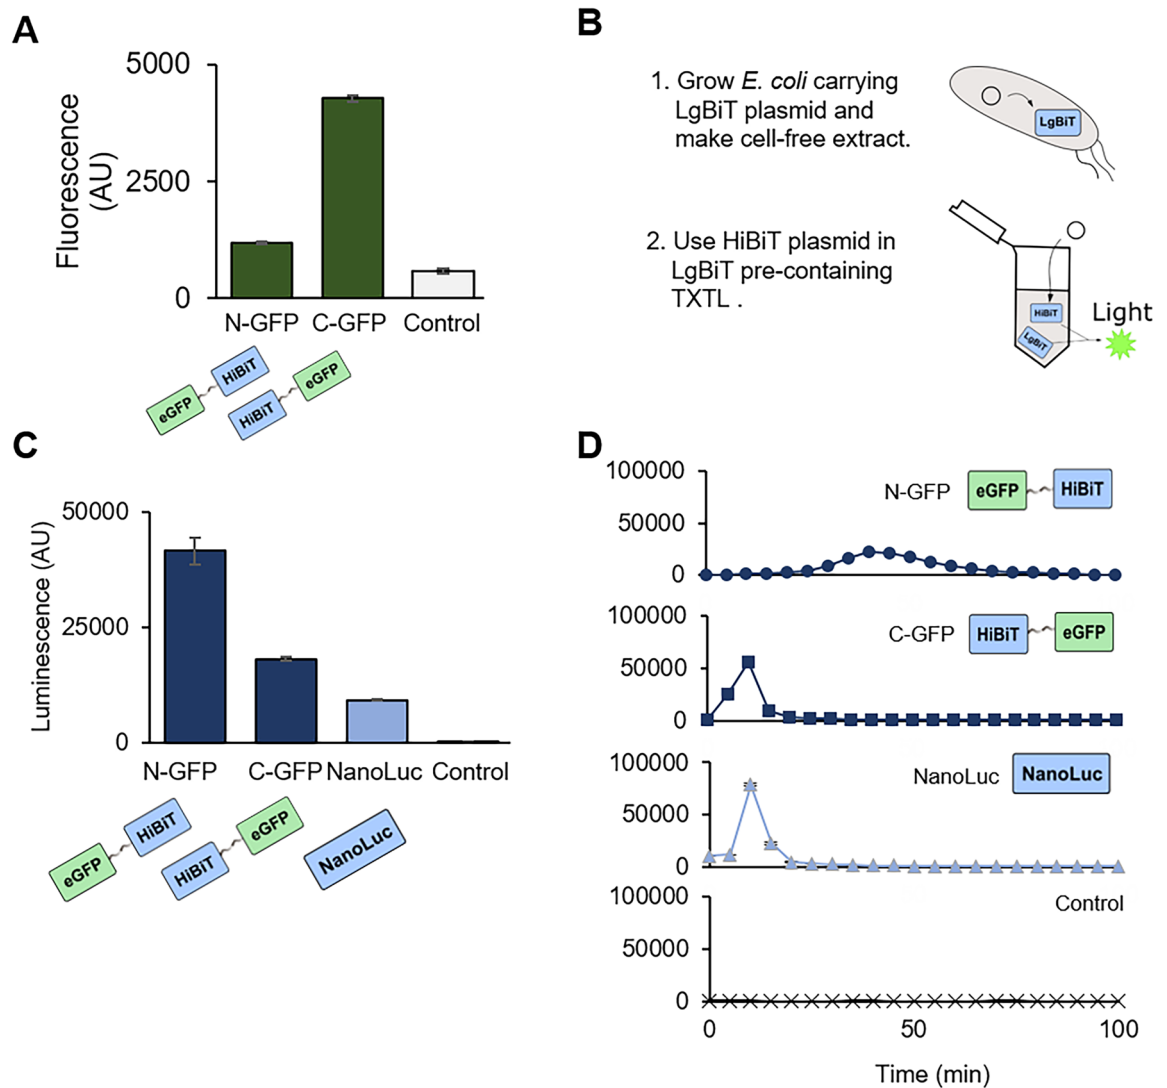 A
5000
2500
0
Fluorescence
(AU)
N-GFP C-GFP Control
eGFP HiBiT
HiBiT eGFP
B
1. Grow E. coli carrying
LgBiT plasmid and
make cell-free extract.
LgBiT
2. Use HiBiT plasmid in
LgBiT pre-containing
TXTL .
HiBiT
LgBiT
Light
C
50000
25000
0
Luminescence (AU)
N-GFP C-GFP NanoLuc Control
eGFP HiBiT
HiBiT eGFP
NanoLuc
D
100000
50000
0
N-GFP eGFP HiBiT
100000
50000
0
C-GFP HiBiT eGFP
100000
50000
0
NanoLuc NanoLuc
100000
50000
0
Control
0 50 100
Time (min)